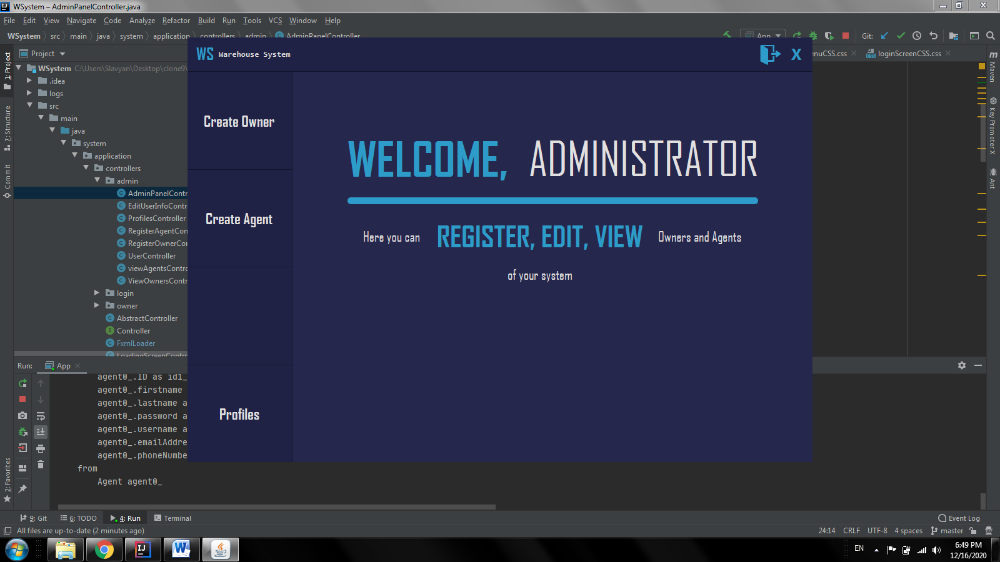 WSystem – AdminPanelController.java
File Edit View Navigate Code Analyze Refactor Build Run Tools VCS Window Help
WSystem src main java system application controllers admin AdminPanelController
App Git:
Project
enuCSS.css loginScreenCSS.css
1: Project
7: Structure
Commit
2: Favorites
WSystem C:\Users\Slavyan\Desktop\clone9\
.idea
logs
src
main
java
system
application
controllers
admin
AdminPanelContr
EditUserInfoContr
ProfilesController
RegisterAgentCon
RegisterOwnerCon
UserController
viewAgentsContro
ViewOwnersContr
login
owner
AbstractController
Controller
FxmlLoader
LoadingScreenContro
WS Warehouse System
X
Create Owner
Create Agent
Profiles
WELCOME, ADMINISTRATOR
Here you can REGISTER, EDIT, VIEW Owners and Agents
of your system
Maven
Key Promoter X
Ant
Run: App
agent0_.ID as id1_
agent0_.firstname
agent0_.lastname a
agent0_.password a
agent0_.username a
agent0_.emailAddre
agent0_.phoneNumbe
from
Agent agent0_
9: Git 6: TODO 4: Run Terminal Event Log
All files are up-to-date (2 minutes ago) 24:14 CRLF UTF-8 4 spaces master
EN 6:49 PM
12/16/2020